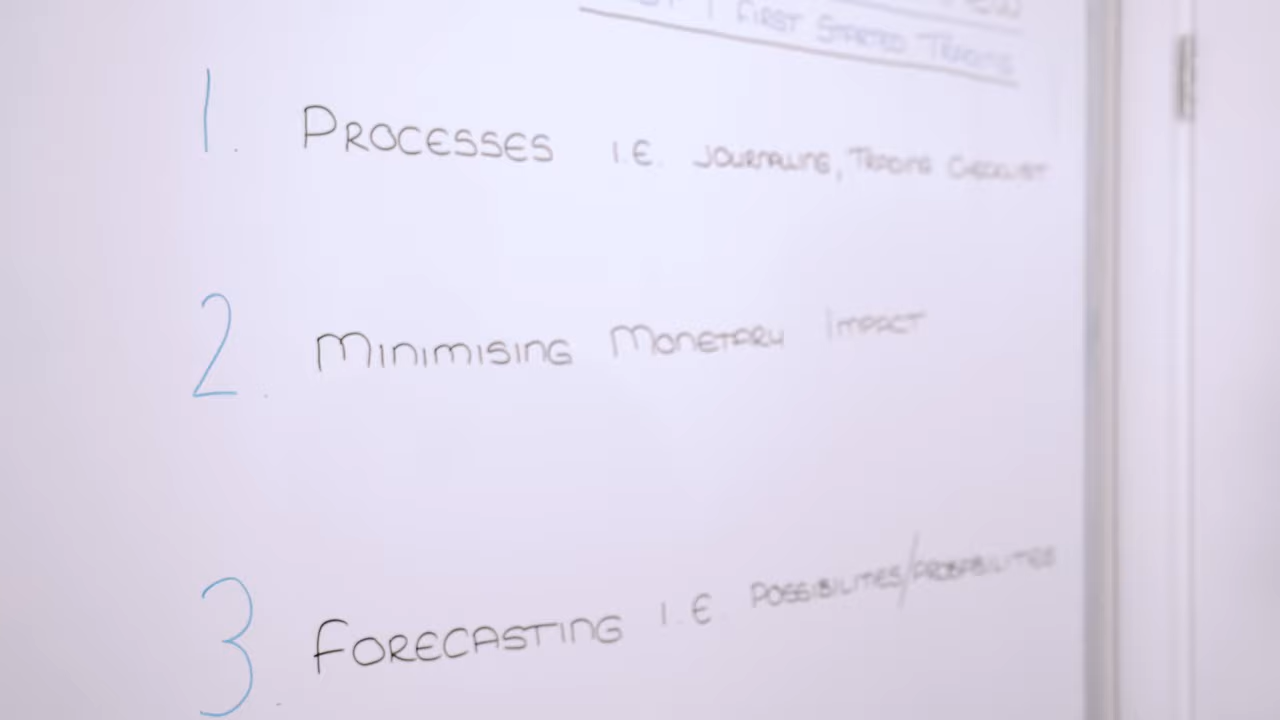 I FIRST STARTED TRADING
1. PROCESSES I.E. JOURNALING, TRADING CHECKLIST
2. MINIMISING MONETARY IMPACT
3. FORECASTING I.E POSSIBILITIES/PROBABILITIES